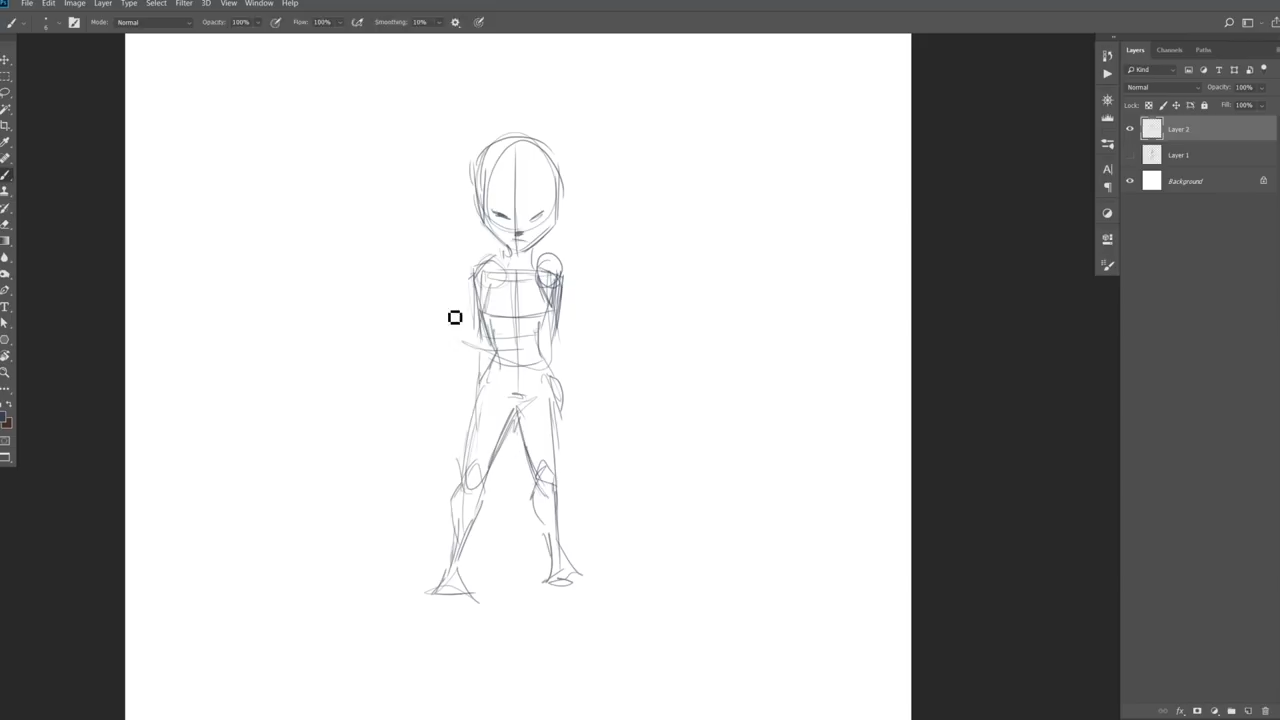 File Edit Image Layer Type Select Filter 3D View Window Help
Mode: Normal Opacity: 100% Flow: 100% Smoothing: 10%
Layers Channels Paths
Kind
Normal Opacity: 100%
Lock: Fill: 100%
Layer 2
Layer 1
Background